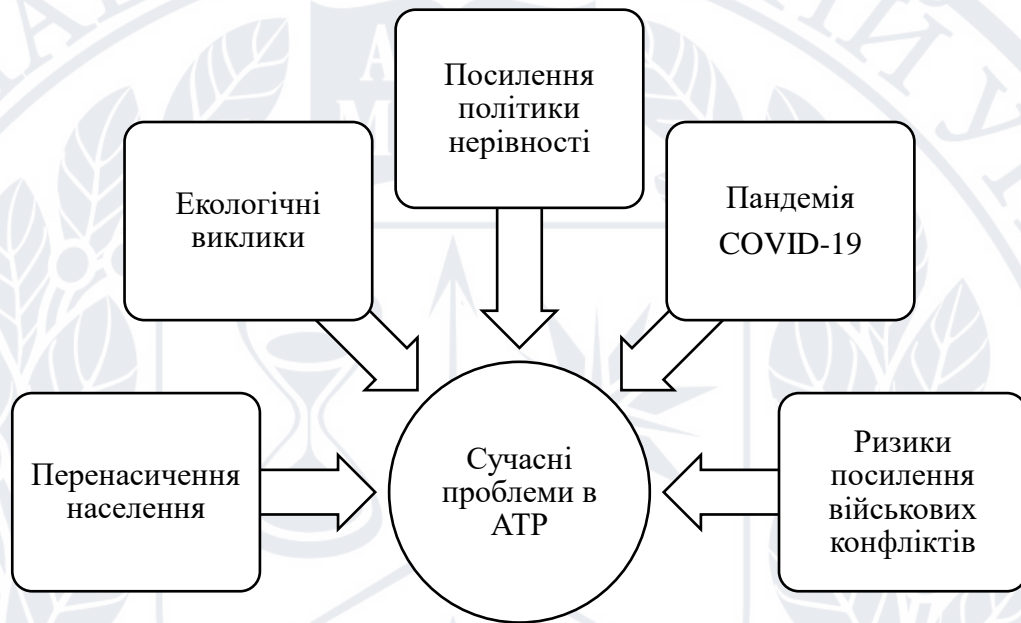 Посилення
політики
нерівності
Екологічні
виклики
Пандемія
COVID-19
Перенасичення
населення
Сучасні
проблеми в
АТР
Ризики
посилення
військових
конфліктів